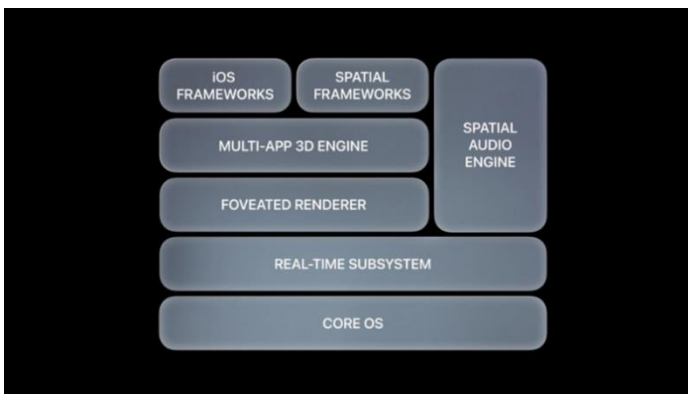 iOS
FRAMEWORKS
SPATIAL
FRAMEWORKS
SPATIAL
AUDIO
ENGINE
MULTI-APP 3D ENGINE
FOVEATED RENDERER
REAL-TIME SUBSYSTEM
CORE OS